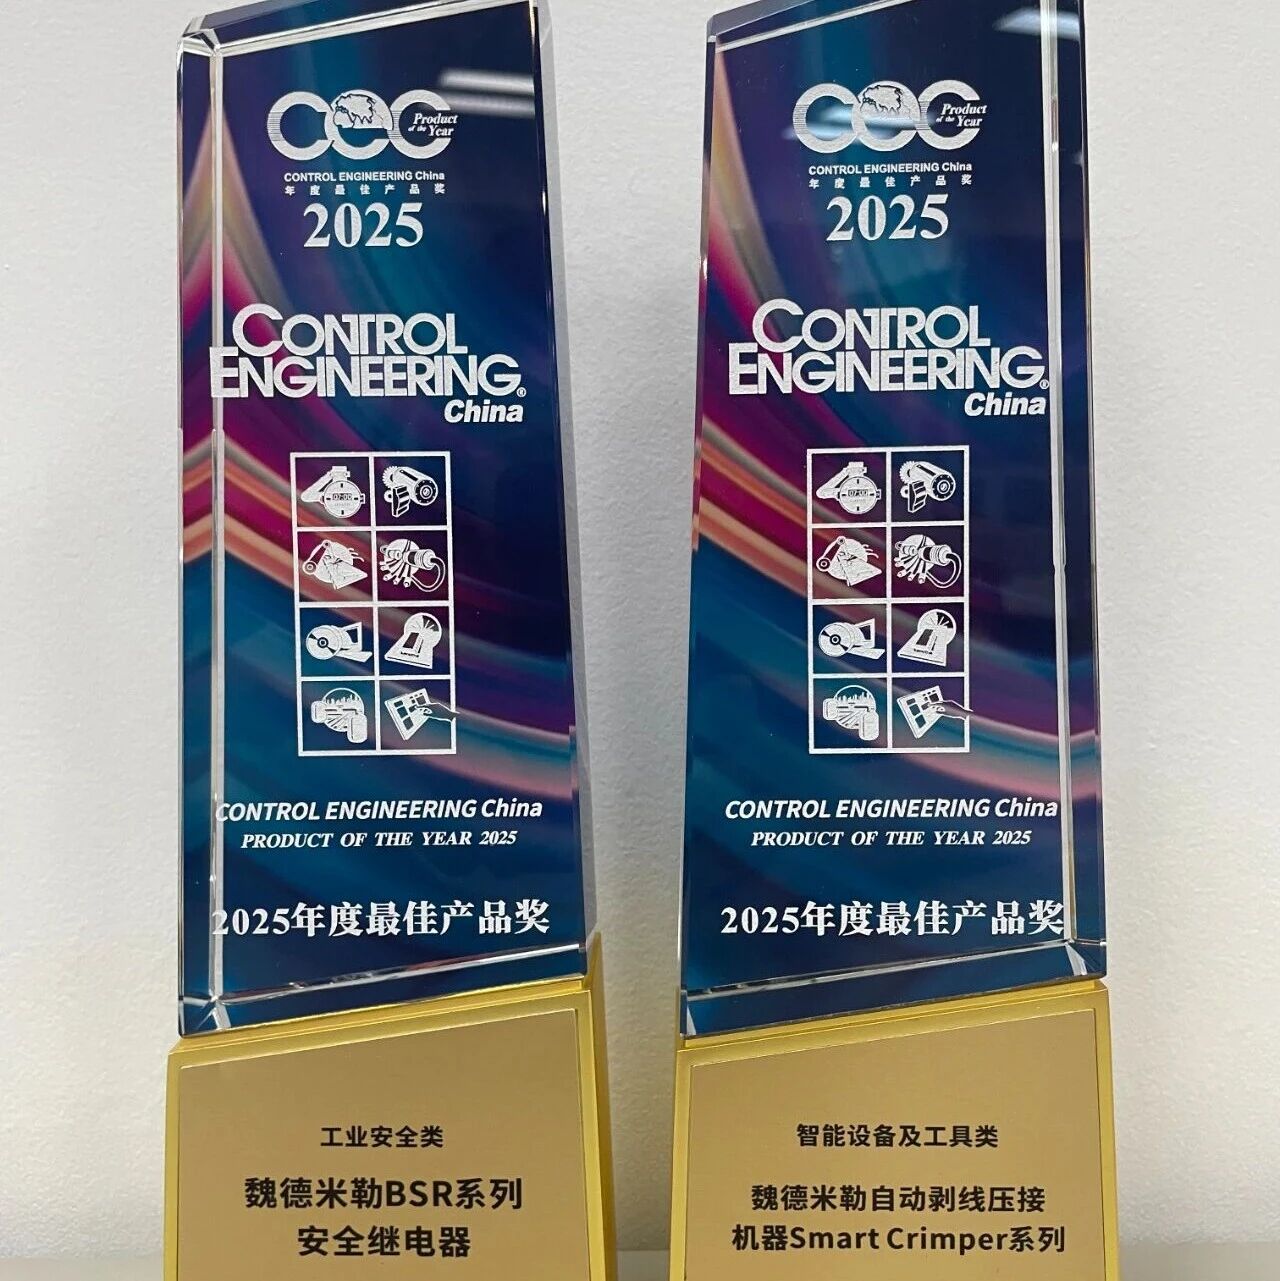 CEC
Product
of the Year
CONTROL ENGINEERING China
年度最佳产品奖
2025
CONTROL
ENGINEERING®
China
07:00
CONTROL ENGINEERING China
PRODUCT OF THE YEAR 2025
2025年度最佳产品奖
工业安全类
魏德米勒BSR系列
安全继电器
CEC
Product
of the Year
CONTROL ENGINEERING China
年度最佳产品奖
2025
CONTROL
ENGINEERING®
China
07:00
CONTROL ENGINEERING China
PRODUCT OF THE YEAR 2025
2025年度最佳产品奖
智能设备及工具类
魏德米勒自动剥线压接
机器Smart Crimper系列